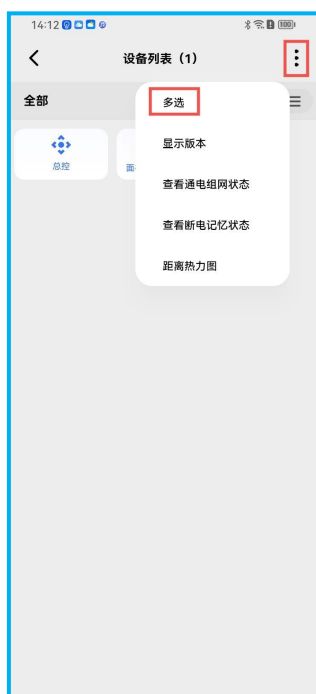 14:12
100
设备列表（1）
全部
多选
总控
面
显示版本
查看通电组网状态
查看断电记忆状态
距离热力图